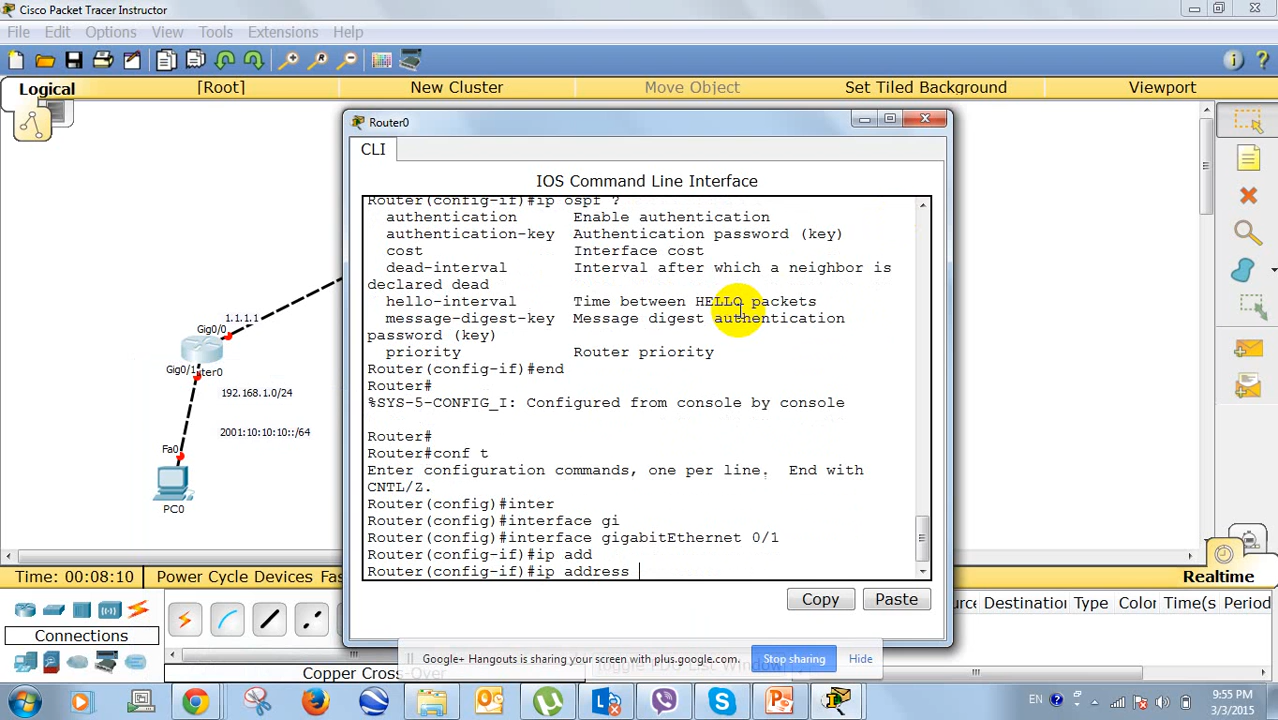 Cisco Packet Tracer Instructor
File Edit Options View Tools Extensions Help
Logical
[Root]
New Cluster
Move Object
Set Tiled Background
Viewport
Router0
CLI
IOS Command Line Interface
Router(config-if)#ip ospf ?
authentication Enable authentication
authentication-key Authentication password (key)
cost Interface cost
dead-interval Interval after which a neighbor is
declared dead
hello-interval Time between HELLO packets
message-digest-key Message digest authentication
password (key)
priority Router priority
Router(config-if)#end
Router#
%SYS-5-CONFIG_I: Configured from console by console
Router#
Router#conf t
Enter configuration commands, one per line. End with
CNTL/Z.
Router(config)#inter
Router(config)#interface gi
Router(config)#interface gigabitEthernet 0/1
Router(config-if)#ip add
Router(config-if)#ip address
Copy
Paste
1.1.1.1
Gig0/0
Gig0/1
uter0
192.168.1.0/24
2001:10:10:10::/64
Fa0
PC0
Time: 00:08:10 Power Cycle Devices Fas
Realtime
Connections
urce Destination Type Color Time(s) Period
Google+ Hangouts is sharing your screen with plus.google.com.
Stop sharing
Hide
Copper Cross-Over
EN
9:55 PM
3/3/2015